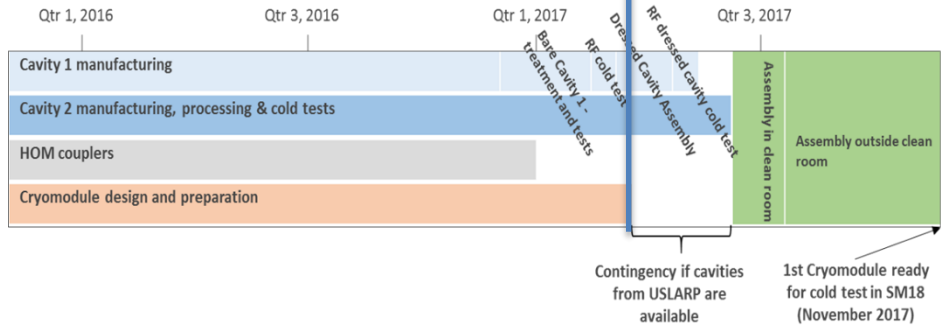 Qtr 1, 2016
Qtr 3, 2016
Qtr 1, 2017
Qtr 3, 2017
Cavity 1 manufacturing
Bare Cavity 1 -
treatment and tests
RF cold test
Dressed Cavity Assembly
RF dressed cavity cold test
Cavity 2 manufacturing, processing & cold tests
HOM couplers
Cryomodule design and preparation
Assembly in clean room
Assembly outside clean
room
Contingency if cavities
from USLARP are
available
1st Cryomodule ready
for cold test in SM18
(November 2017)